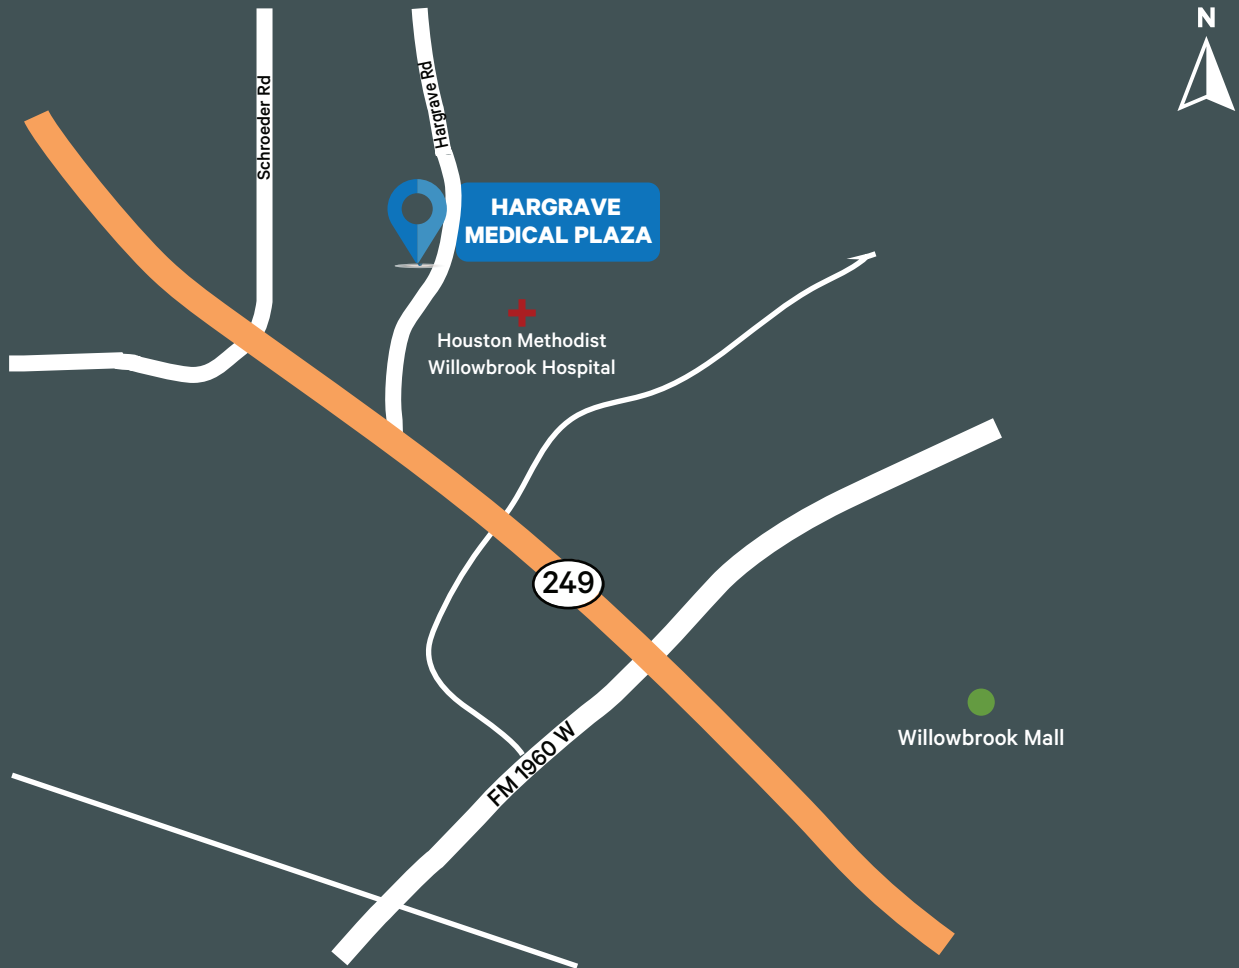 N
Schroeder Rd
Hargrave Rd
HARGRAVE
MEDICAL PLAZA
Houston Methodist
Willowbrook Hospital
249
Willowbrook Mall
FM 1960 W